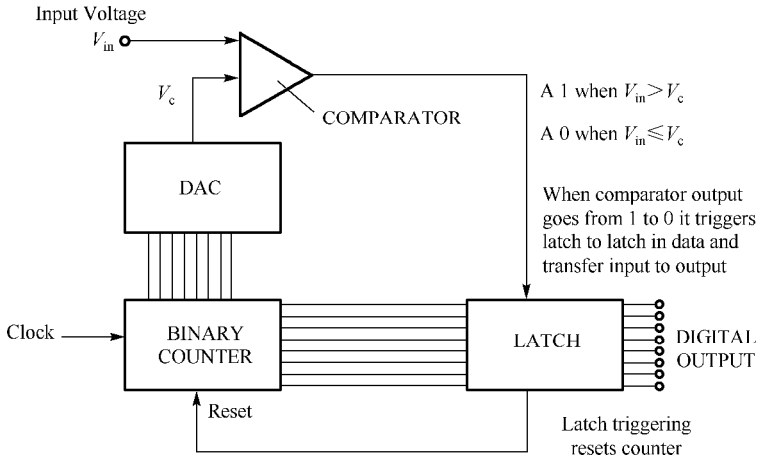 Input Voltage
Vin
Vc
COMPARATOR
A 1 when Vin>Vc
A 0 when Vin≤Vc
DAC
When comparator output
goes from 1 to 0 it triggers
latch to latch in data and
transfer input to output
Clock
BINARY
COUNTER
LATCH
DIGITAL
OUTPUT
Reset
Latch triggering
resets counter